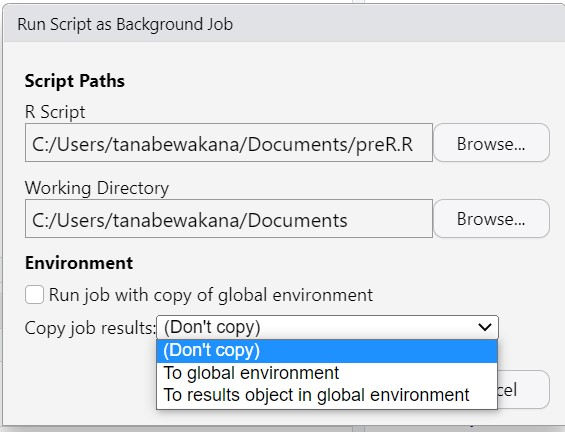 Run Script as Background Job
Script Paths
R Script
C:/Users/tanabewakana/Documents/preR.R Browse...
Working Directory
C:/Users/tanabewakana/Documents Browse...
Environment
Run job with copy of global environment
Copy job results: (Don't copy)
(Don't copy)
To global environment
To results object in global environment